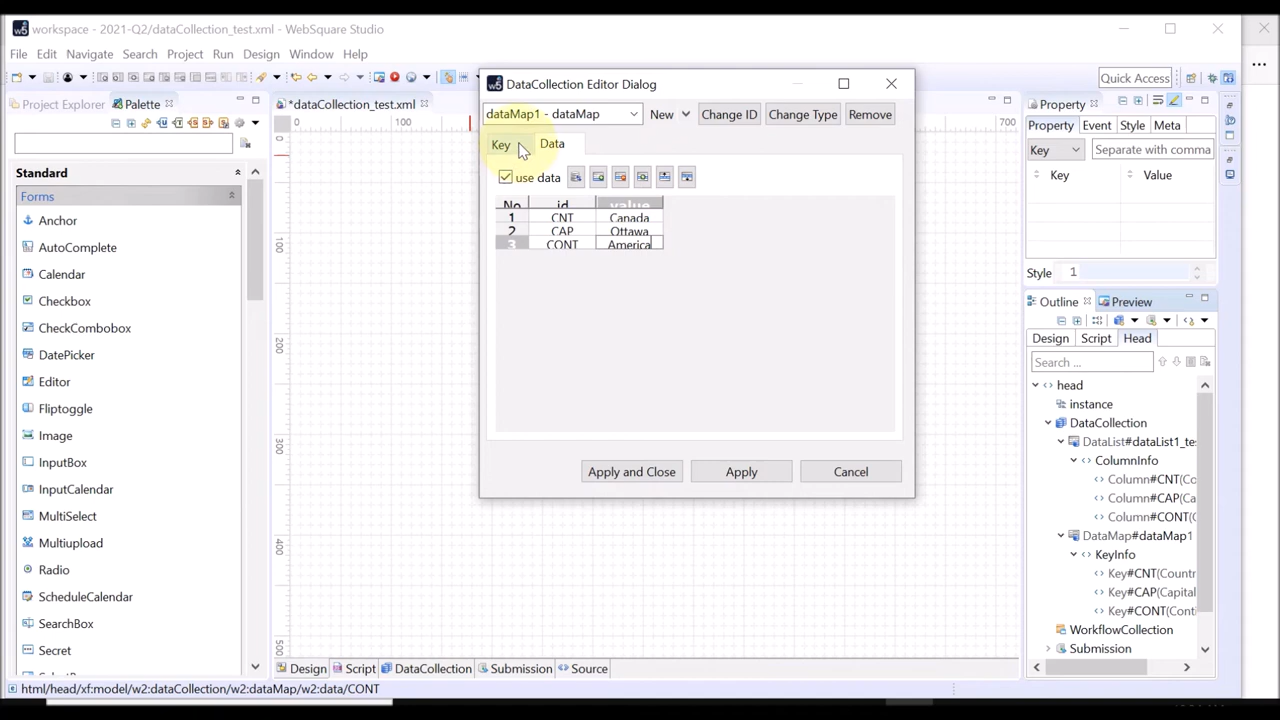 workspace - 2021-Q2/dataCollection_test.xml - WebSquare Studio
File Edit Navigate Search Project Run Design Window Help
Quick Access
Project Explorer Palette
*dataCollection_test.xml
Standard
Forms
Anchor
AutoComplete
Calendar
Checkbox
CheckCombobox
DatePicker
Editor
Fliptoggle
Image
InputBox
InputCalendar
MultiSelect
Multiupload
Radio
ScheduleCalendar
SearchBox
Secret
0 100 700
0
100
200
300
400
500
DataCollection Editor Dialog
dataMap1 - dataMap New Change ID Change Type Remove
Key Data
use data
No id value
1 CNT Canada
2 CAP Ottawa
3 CONT America
Apply and Close Apply Cancel
Property
Property Event Style Meta
Key Separate with comma
Key Value
Style 1
Outline Preview
Design Script Head
Search ...
head
instance
DataCollection
DataList#dataList1_te
ColumnInfo
Column#CNT(Co
Column#CAP(Ca
Column#CONT(C
DataMap#dataMap1
KeyInfo
Key#CNT(Countr
Key#CAP(Capital
Key#CONT(Conti
WorkflowCollection
Submission
Design Script DataCollection Submission Source
html/head/xf:model/w2:dataCollection/w2:dataMap/w2:data/CONT